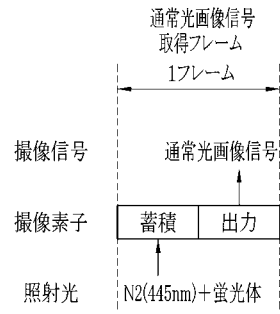 通常光画像信号
取得フレーム
1フレーム
撮像信号
通常光画像信号
撮像素子
蓄積
出力
照射光
N2(445nm)+蛍光体